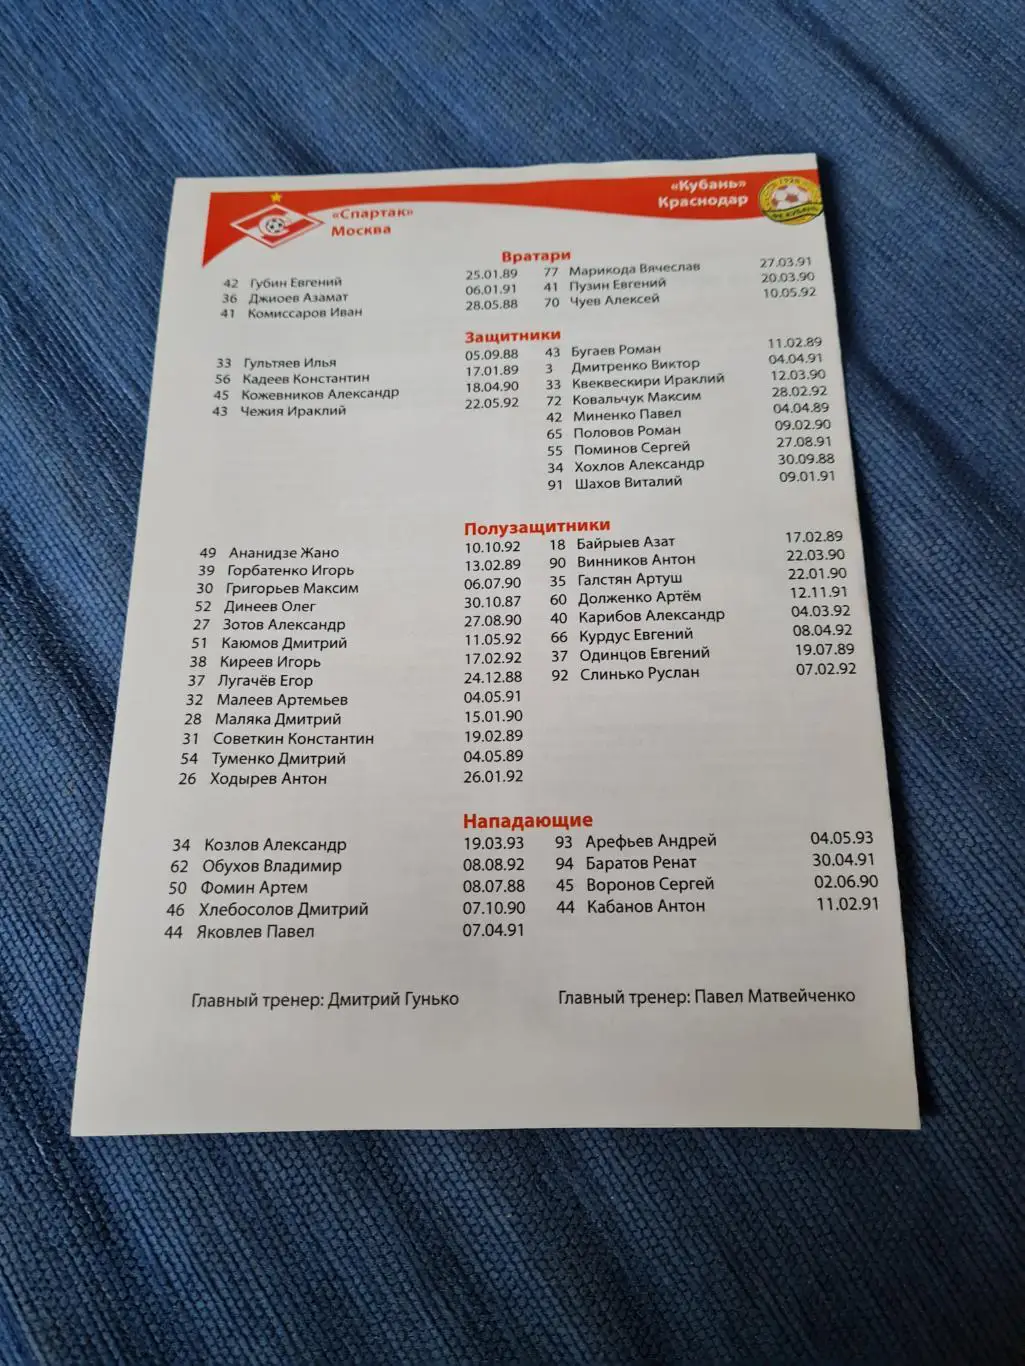 «Спартак»
Москва
«Кубань»
Краснодар
1928
ФК КУБАНЬ
Вратари
42 Губин Евгений 25.01.89 77 Марикода Вячеслав 27.03.91
36 Джиоев Азамат 06.01.91 41 Пузин Евгений 20.03.90
41 Комиссаров Иван 28.05.88 70 Чуев Алексей 10.05.92
Защитники
33 Гультяев Илья 05.09.88 43 Бугаев Роман 11.02.89
56 Кадеев Константин 17.01.89 3 Дмитренко Виктор 04.04.91
45 Кожевников Александр 18.04.90 33 Квеквескири Ираклий 12.03.90
43 Чежия Ираклий 22.05.92 72 Ковальчук Максим 28.02.92
42 Миненко Павел 04.04.89
65 Половов Роман 09.02.90
55 Поминов Сергей 27.08.91
34 Хохлов Александр 30.09.88
91 Шахов Виталий 09.01.91
Полузащитники
49 Ананидзе Жано 10.10.92 18 Байрыев Азат 17.02.89
39 Горбатенко Игорь 13.02.89 90 Винников Антон 22.03.90
30 Григорьев Максим 06.07.90 35 Галстян Артуш 22.01.90
52 Динеев Олег 30.10.87 60 Долженко Артём 12.11.91
27 Зотов Александр 27.08.90 40 Карибов Александр 04.03.92
51 Каюмов Дмитрий 11.05.92 66 Курдус Евгений 08.04.92
38 Киреев Игорь 17.02.92 37 Одинцов Евгений 19.07.89
37 Лугачёв Егор 24.12.88 92 Слинько Руслан 07.02.92
32 Малеев Артемьев 04.05.91
28 Маляка Дмитрий 15.01.90
31 Советкин Константин 19.02.89
54 Туменко Дмитрий 04.05.89
26 Ходырев Антон 26.01.92
Нападающие
34 Козлов Александр 19.03.93 93 Арефьев Андрей 04.05.93
62 Обухов Владимир 08.08.92 94 Баратов Ренат 30.04.91
50 Фомин Артем 08.07.88 45 Воронов Сергей 02.06.90
46 Хлебосолов Дмитрий 07.10.90 44 Кабанов Антон 11.02.91
44 Яковлев Павел 07.04.91
Главный тренер: Дмитрий Гунько Главный тренер: Павел Матвейченко